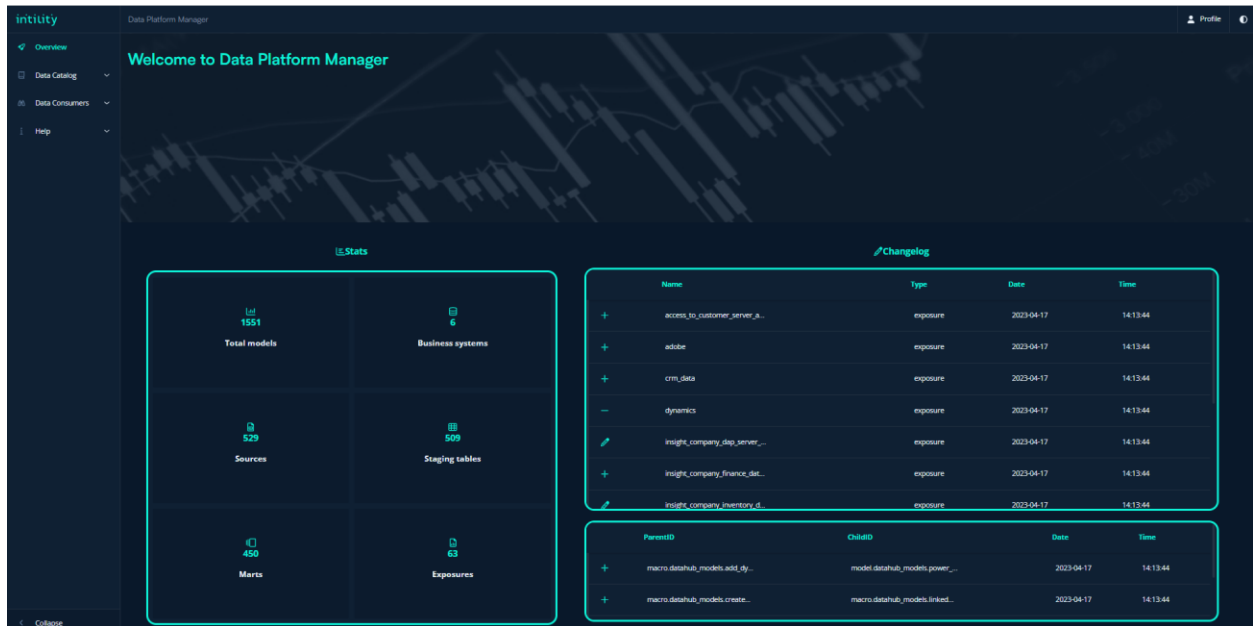 intility
Data Platform Manager
Profile
Overview
Data Catalog
Data Consumers
Help
Collapse
Welcome to Data Platform Manager
Stats
1551
Total models
6
Business systems
529
Sources
509
Staging tables
450
Marts
63
Exposures
Changelog
Name Type Date Time
+ access_to_customer_server_a... exposure 2023-04-17 14:13:44
+ adobe exposure 2023-04-17 14:13:44
+ crm_data exposure 2023-04-17 14:13:44
− dynamics exposure 2023-04-17 14:13:44
insight_company_dap_server_... exposure 2023-04-17 14:13:44
+ insight_company_finance_dat... exposure 2023-04-17 14:13:44
insight_company_inventory_d... exposure 2023-04-17 14:13:44
ParentID ChildID Date Time
+ macro.datahub_models.add_dy... model.datahub_models.power_... 2023-04-17 14:13:44
+ macro.datahub_models.create... macro.datahub_models.linked... 2023-04-17 14:13:44